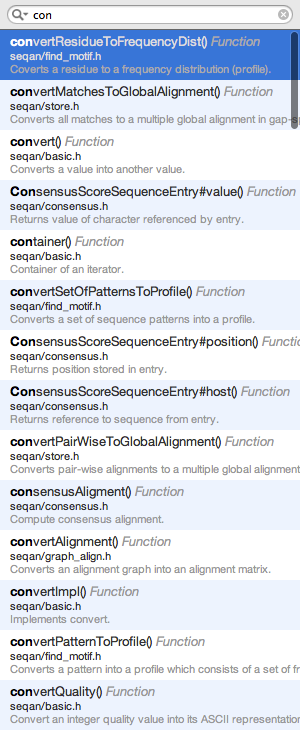 con
convertResidueToFrequencyDist() Function
seqan/find_motif.h
Coverts a residue to a frequency distribution (profile).
convertMatchesToGlobalAlignment() Function
seqan/store.h
Converts all matches to a multiple global alignment in gap-s
convert() Function
seqan/basic.h
Converts a value into another value.
ConsensusScoreSequenceEntry#value() Function
seqan/consensus.h
Returns value of character referenced by entry.
container() Function
seqan/basic.h
Container of an iterator.
convertSetOfPatternsToProfile() Function
seqan/find_motif.h
Converts a set of sequence patterns into a profile.
ConsensusScoreSequenceEntry#position() Functio
seqan/consensus.h
Returns position stored in entry.
ConsensusScoreSequenceEntry#host() Function
seqan/consensus.h
Returns reference to sequence from entry.
convertPairWiseToGlobalAlignment() Function
seqan/store.h
Converts pair-wise alignments to a multiple global alignment
consensusAligment() Function
seqan/consensus.h
Compute consensus alignment.
convertAlignment() Function
seqan/graph_align.h
Converts an alignment graph into an alignment matrix.
convertImpl() Function
seqan/basic.h
Implements convert.
convertPatternToProfile() Function
seqan/find_motif.h
Converts a pattern into a profile which consists of a set of fr
convertQuality() Function
seqan/basic.h
Convert an integer quality value into its ASCII representation